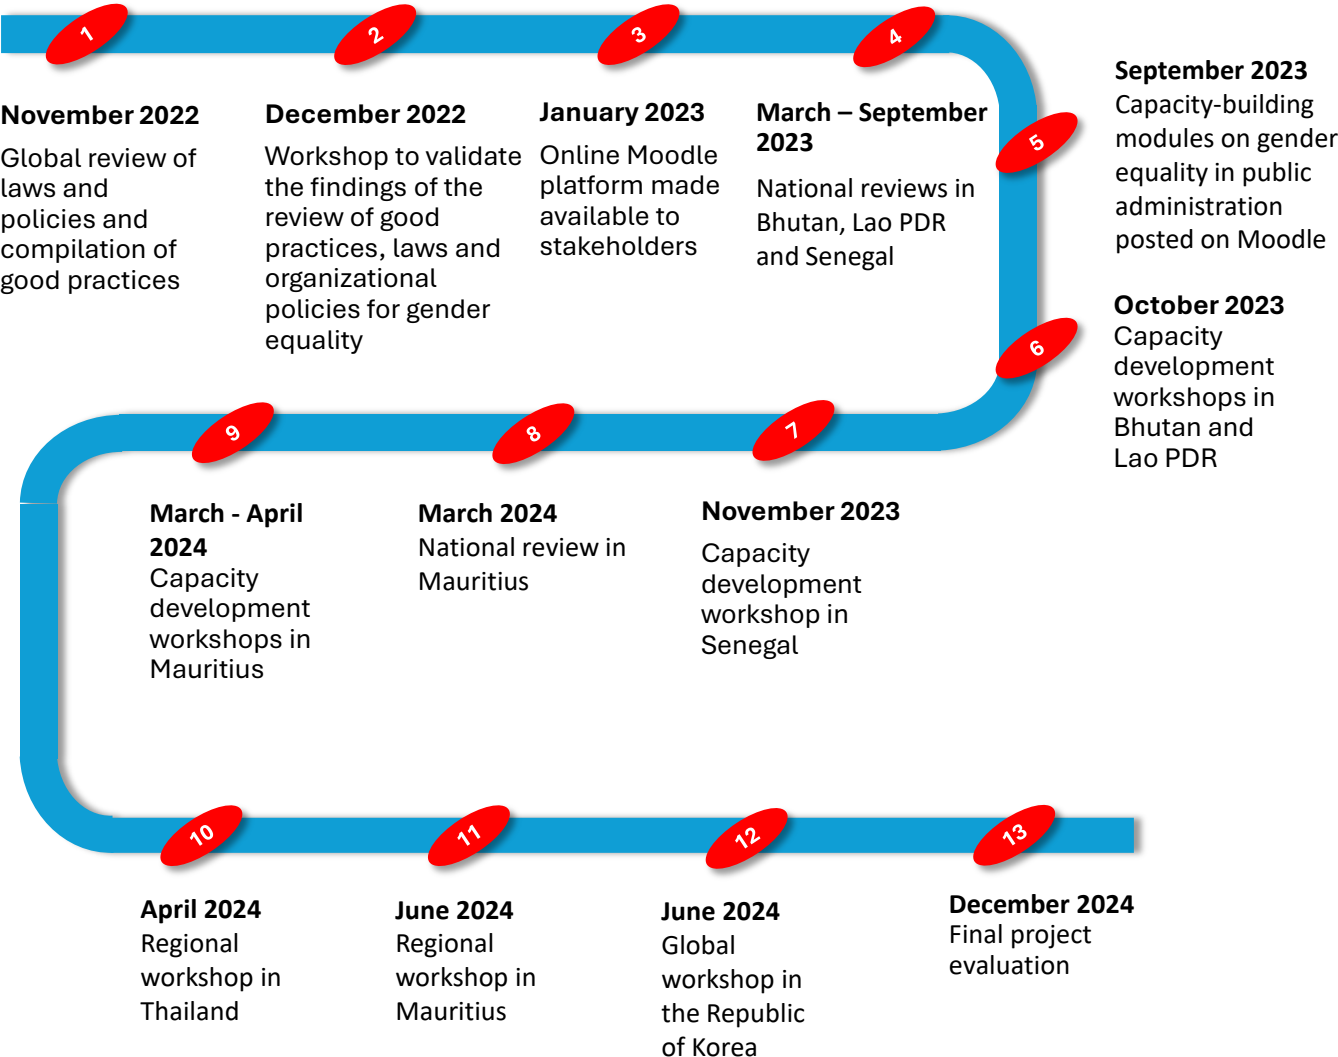 1
2
3
4
November 2022
Global review of
laws and
policies and
compilation of
good practices
December 2022
Workshop to validate
the findings of the
review of good
practices, laws and
organizational
policies for gender
equality
January 2023
Online Moodle
platform made
available to
stakeholders
March – September
2023
National reviews in
Bhutan, Lao PDR
and Senegal
5
September 2023
Capacity-building
modules on gender
equality in public
administration
posted on Moodle
6
October 2023
Capacity
development
workshops in
Bhutan and
Lao PDR
7
November 2023
Capacity
development
workshop in
Senegal
8
March 2024
National review in
Mauritius
9
March - April
2024
Capacity
development
workshops in
Mauritius
10
April 2024
Regional
workshop in
Thailand
11
June 2024
Regional
workshop in
Mauritius
12
June 2024
Global
workshop in
the Republic
of Korea
13
December 2024
Final project
evaluation